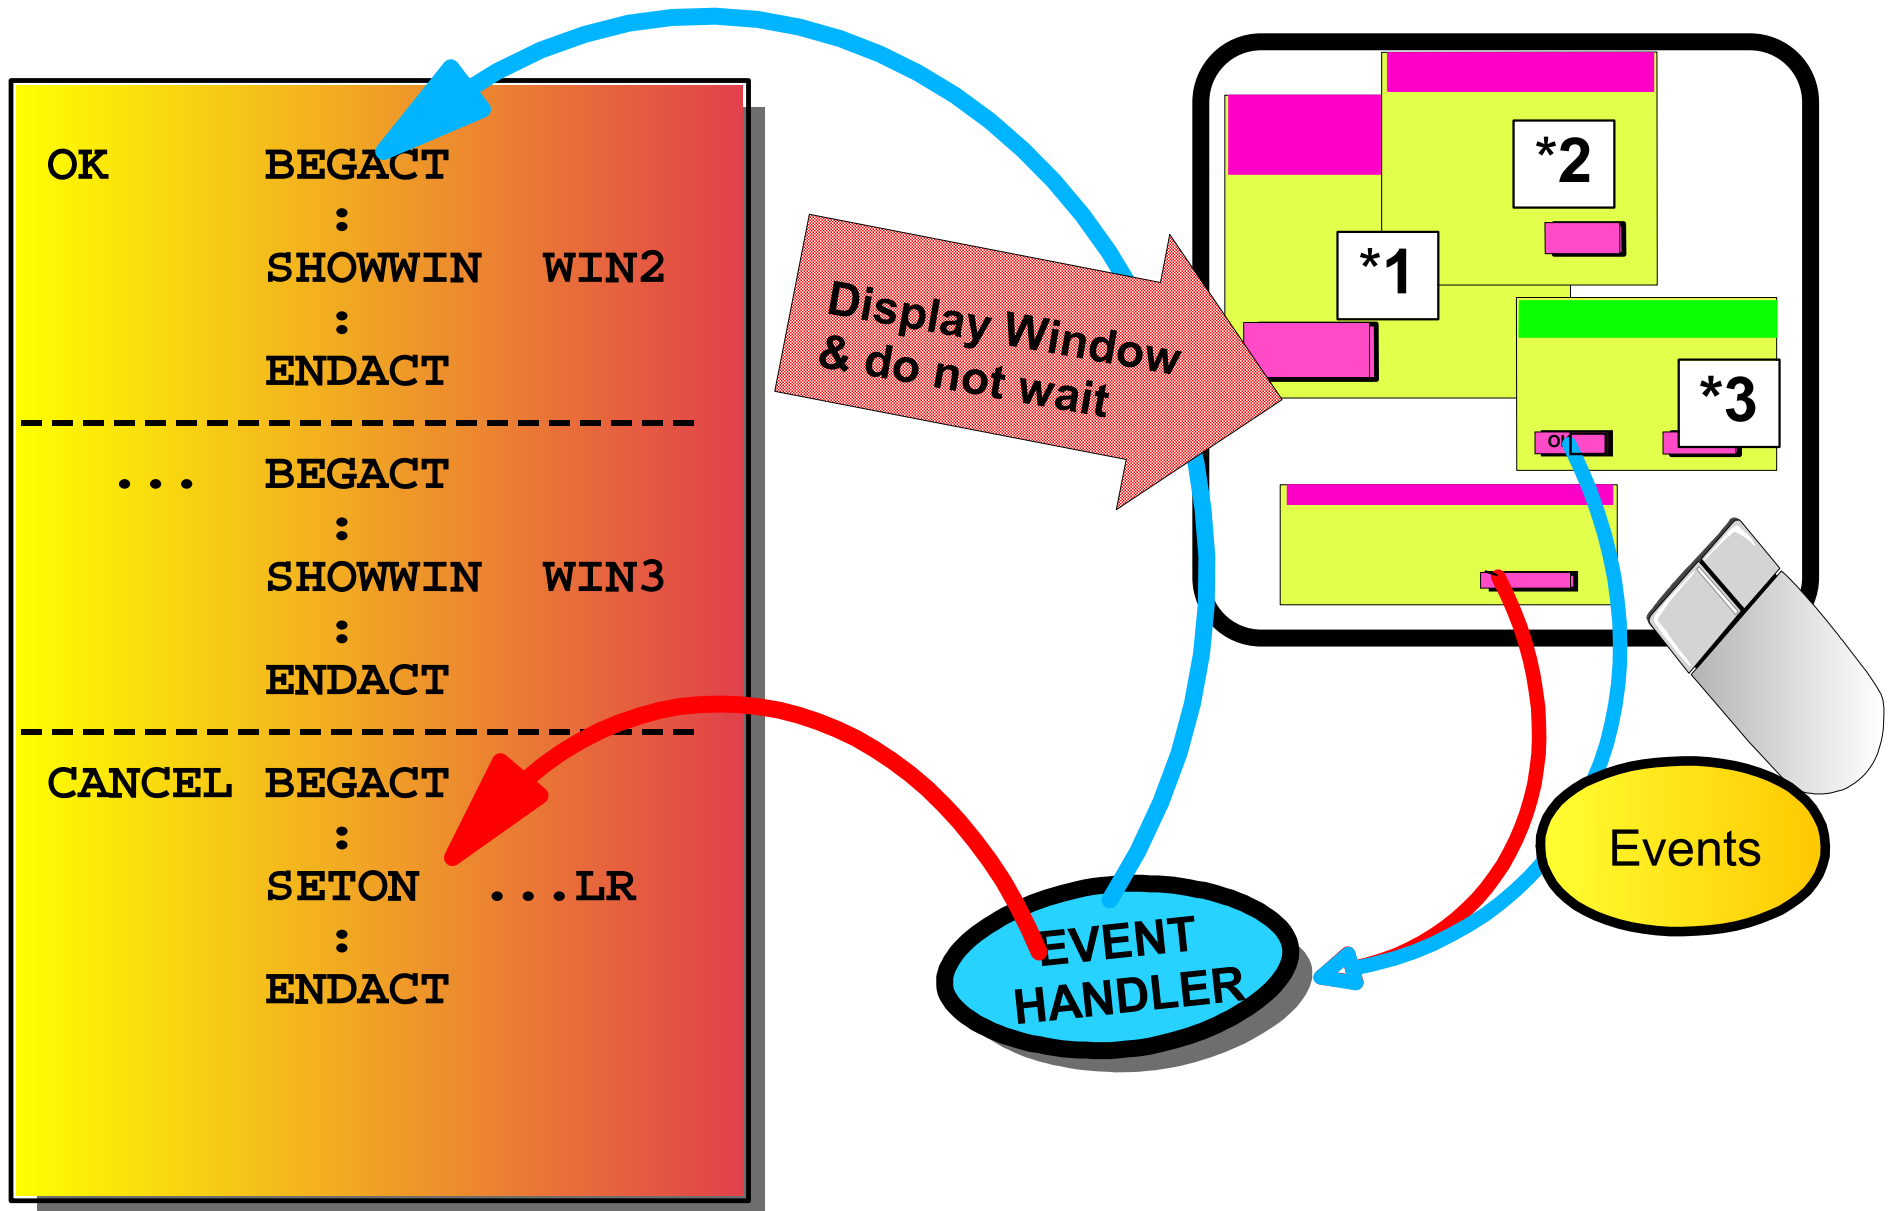 OK BEGACT
:
SHOWWIN WIN2
:
ENDACT
... BEGACT
:
SHOWWIN WIN3
:
ENDACT
CANCEL BEGACT
:
SETON ...LR
:
ENDACT
Display Window
& do not wait
*2
*1
*3
Events
EVENT
HANDLER